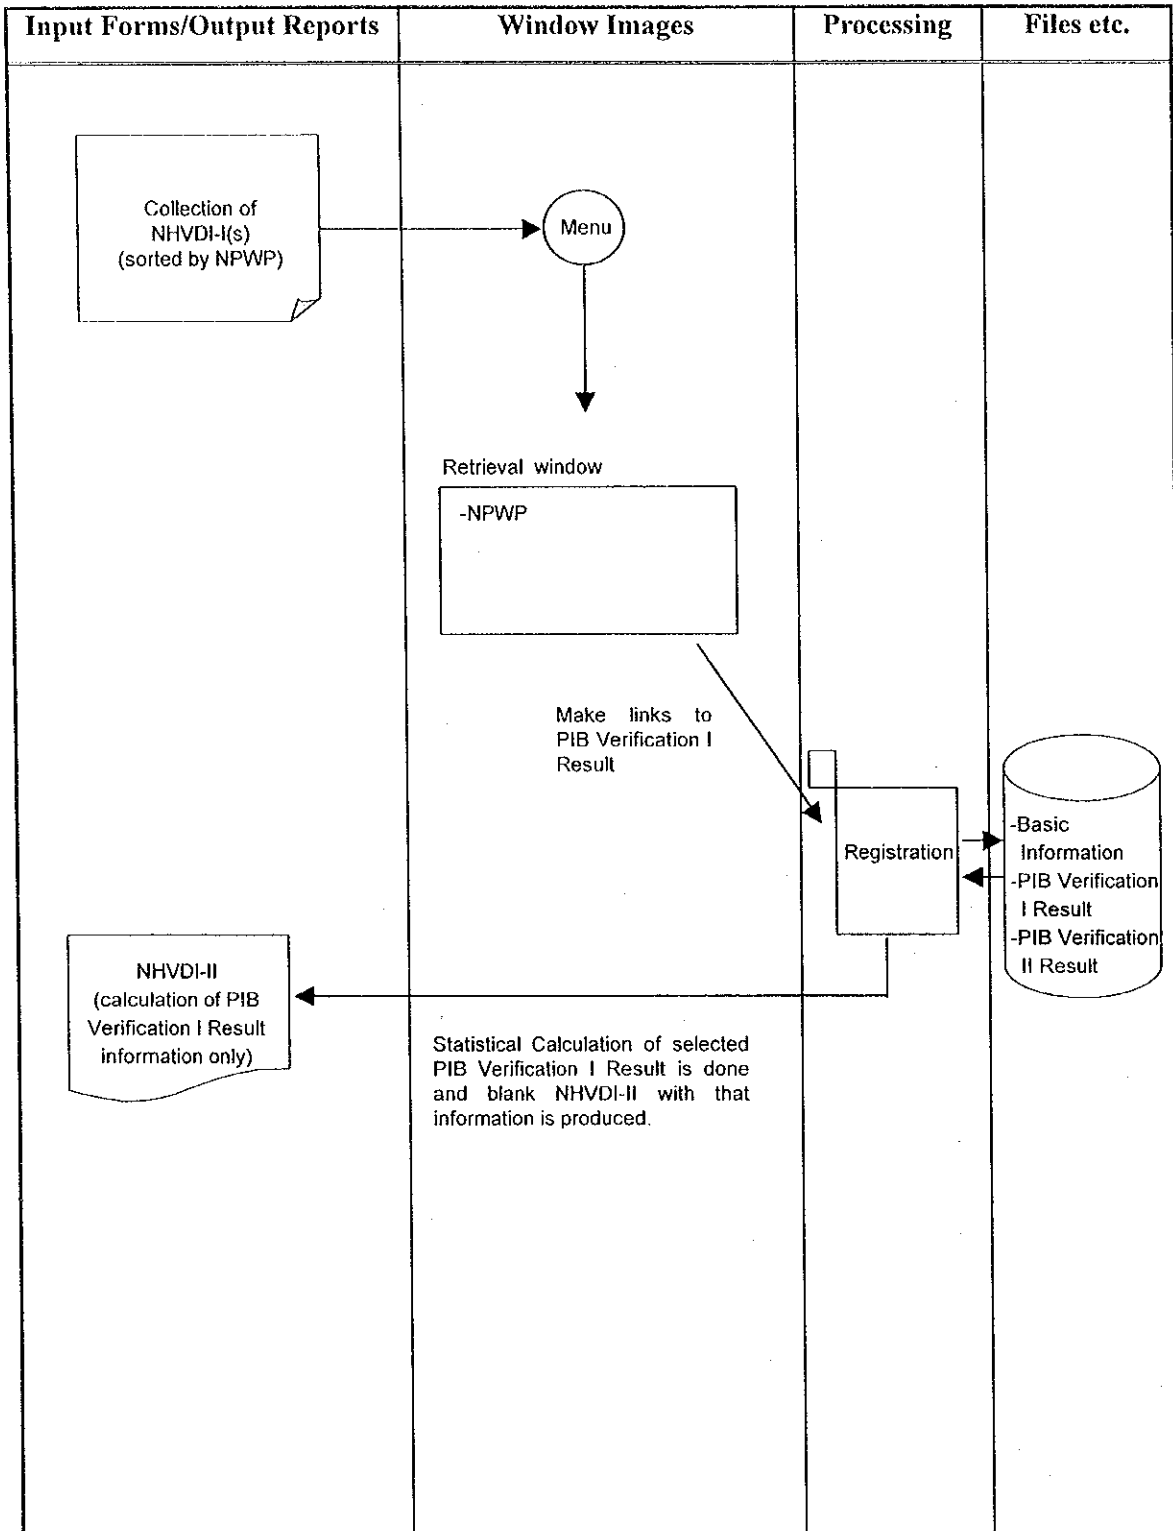 Input Forms/Output Reports
Window Images
Processing
Files etc.
Collection of
NHVDI-I(s)
(sorted by NPWP)
Menu
Retrieval window
-NPWP
Make links to
PIB Verification I
Result
Registration
-Basic
Information
-PIB Verification
I Result
-PIB Verification
II Result
NHVDI-II
(calculation of PIB
Verification I Result
information only)
Statistical Calculation of selected
PIB Verification I Result is done
and blank NHVDI-II with that
information is produced.